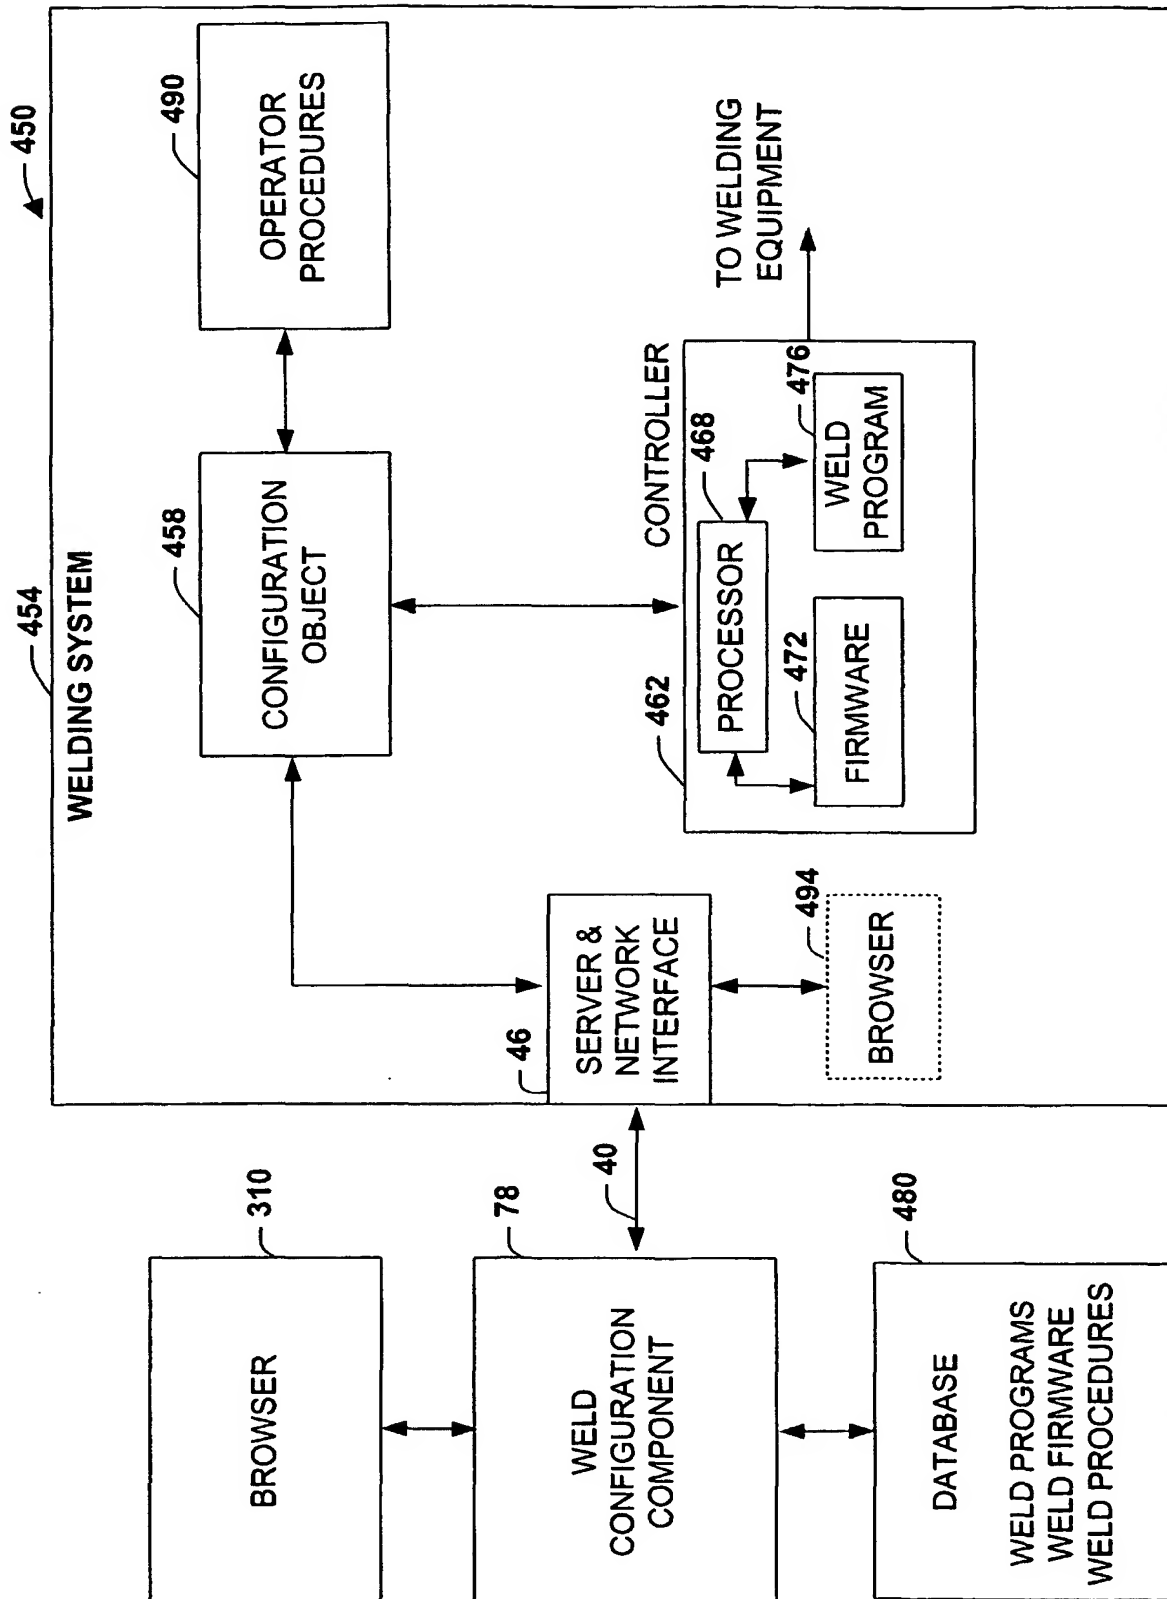 450
454
WELDING SYSTEM
310
BROWSER
78
WELD
CONFIGURATION
COMPONENT
480
DATABASE
WELD PROGRAMS
WELD FIRMWARE
WELD PROCEDURES
40
46
SERVER &
NETWORK
INTERFACE
494
BROWSER
458
CONFIGURATION
OBJECT
490
OPERATOR
PROCEDURES
462
CONTROLLER
468
PROCESSOR
472
FIRMWARE
476
WELD
PROGRAM
TO WELDING
EQUIPMENT